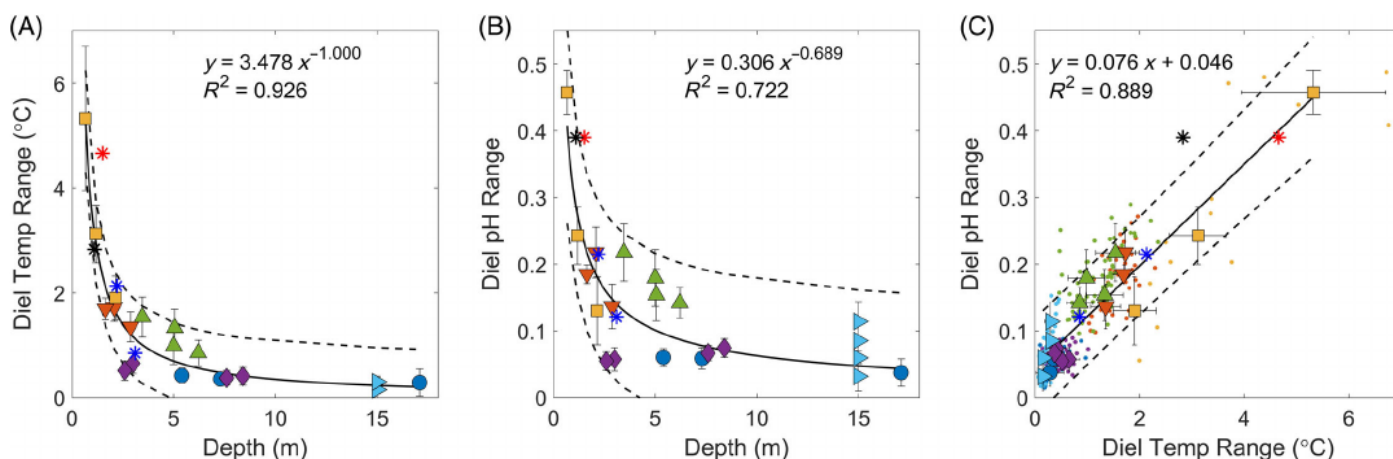 (A)
Diel Temp Range (°C)
6
4
2
0
y = 3.478 x^−1.000
R² = 0.926
0 5 10 15
Depth (m)
(B)
Diel pH Range
0.5
0.4
0.3
0.2
0.1
0
y = 0.306 x^−0.689
R² = 0.722
0 5 10 15
Depth (m)
(C)
Diel pH Range
0.5
0.4
0.3
0.2
0.1
0
y = 0.076 x + 0.046
R² = 0.889
0 2 4 6
Diel Temp Range (°C)